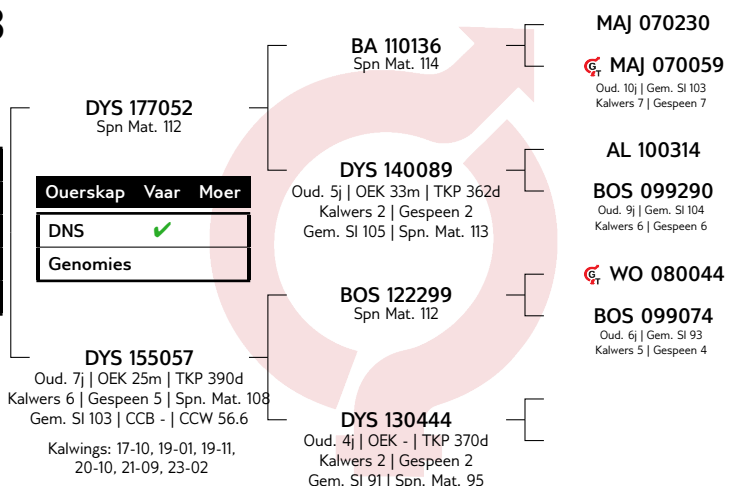 MAJ 070230
BA 110136
Spn Mat. 114
MAJ 070059
Oud. 10j | Gem. SI 103
Kalwers 7 | Gespeen 7
DYS 177052
Spn Mat. 112
AL 100314
DYS 140089
Oud. 5j | OEK 33m | TKP 362d
Kalwers 2 | Gespeen 2
Gem. SI 105 | Spn. Mat. 113
BOS 099290
Oud. 9j | Gem. SI 104
Kalwers 6 | Gespeen 6
Ouerskap Vaar Moer
DNS ✔
Genomies
WO 080044
BOS 122299
Spn Mat. 112
BOS 099074
Oud. 6j | Gem. SI 93
Kalwers 5 | Gespeen 4
DYS 155057
Oud. 7j | OEK 25m | TKP 390d
Kalwers 6 | Gespeen 5 | Spn. Mat. 108
Gem. SI 103 | CCB - | CCW 56.6
Kalwings: 17-10, 19-01, 19-11,
20-10, 21-09, 23-02
DYS 130444
Oud. 4j | OEK - | TKP 370d
Kalwers 2 | Gespeen 2
Gem. SI 91 | Spn. Mat. 95